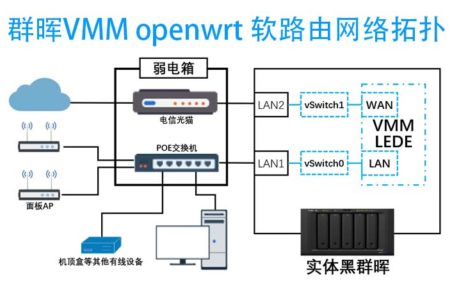 群晖VMM openwrt 软路由网络拓扑
弱电箱
电信光猫
LAN2
vSwitch1
WAN
VMM
LEDE
POE交换机
LAN1
vSwitch0
LAN
面板AP
机顶盒等其他有线设备
实体黑群晖